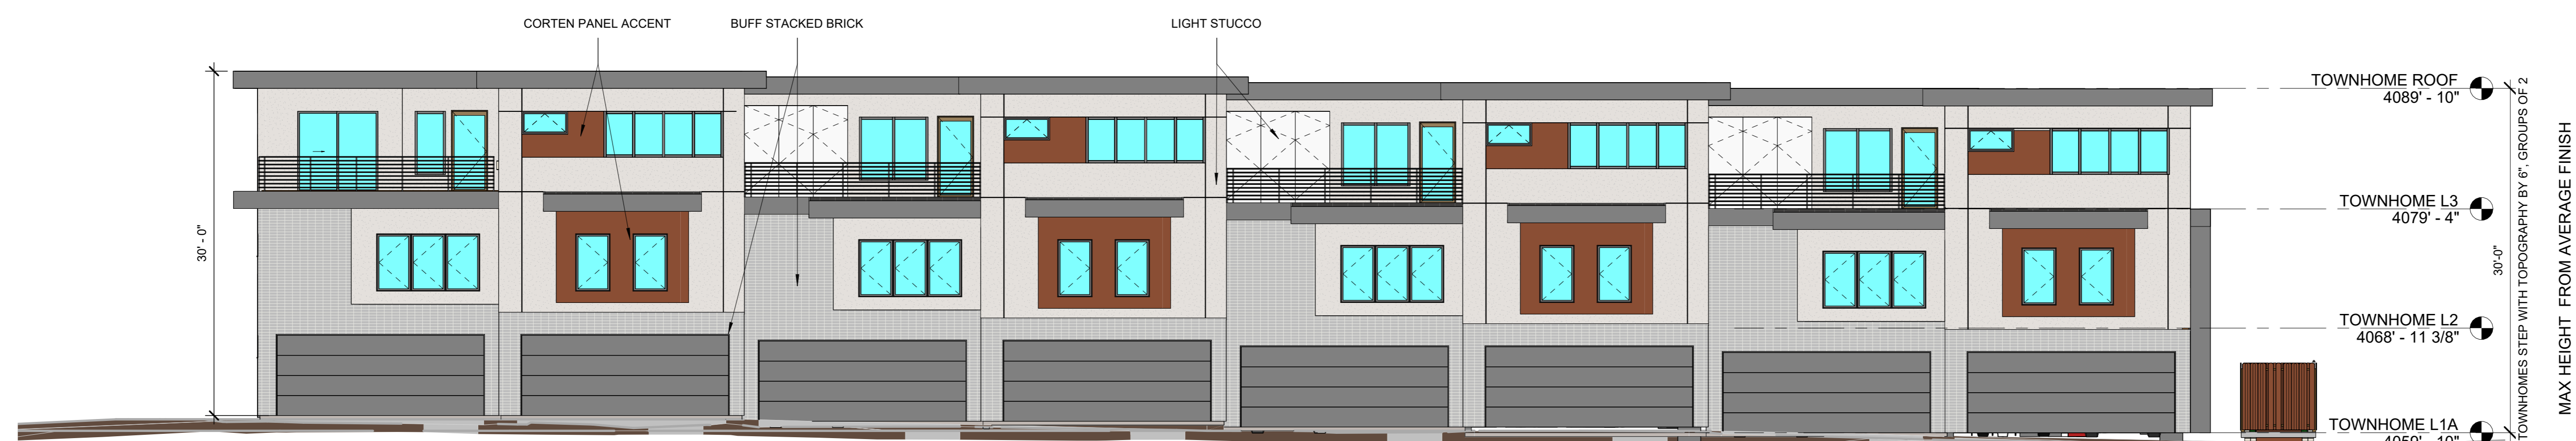 CORTEN PANEL ACCENT
BUFF STACKED BRICK
LIGHT STUCCO
30' - 0"
TOWNHOME ROOF
4089' - 10"
TOWNHOME L3
4079' - 4"
TOWNHOME L2
4068' - 11 3/8"
TOWNHOME L1A
4059' - 10"
30'-0"
TOWNHOMES STEP WITH TOPOGRAPHY BY 6", GROUPS OF 2
MAX HEIGHT FROM AVERAGE FINISH